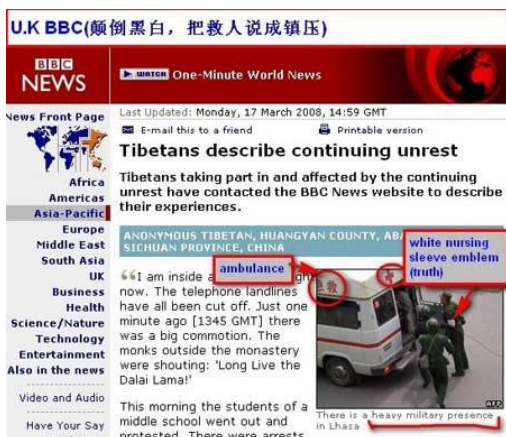 U.K BBC(颠倒黑白，把救人说成镇压)
BBC
NEWS
WATCH One-Minute World News
News Front Page
Africa
Americas
Asia-Pacific
Europe
Middle East
South Asia
UK
Business
Health
Science/Nature
Technology
Entertainment
Also in the news
Video and Audio
Have Your Say
Last Updated: Monday, 17 March 2008, 14:59 GMT
E-mail this to a friend
Printable version
Tibetans describe continuing unrest
Tibetans taking part in and affected by the continuing
unrest have contacted the BBC News website to describe
their experiences.
ANONYMOUS TIBETAN, HUANGYAN COUNTY, ABA
SICHUAN PROVINCE, CHINA
“I am inside a
now. The telephone landlines
have all been cut off. Just one
minute ago [1345 GMT] there
was a big commotion. The
monks outside the monastery
were shouting: 'Long Live the
Dalai Lama!'
This morning the students of a
middle school went out and
protested. There were arrests
ambulance
white nursing
sleeve emblem
(truth)
急救
AFP
There is a heavy military presence
in Lhasa